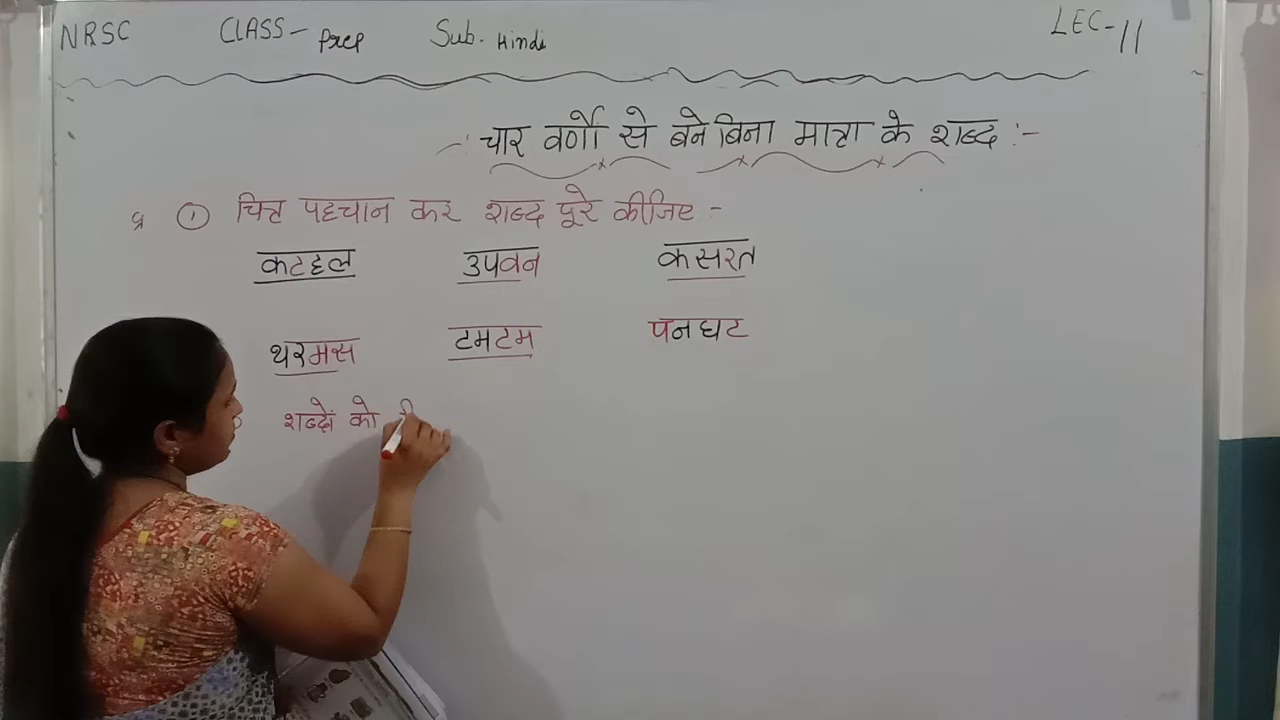 NRSC CLASS- Prep Sub. Hindi LEC-11
चार वर्णों से बने बिना मात्रा के शब्द :-
प्र ① चित्र पहचान कर शब्द पूरे कीजिए -
कटहल उपवन कसरत
थरमस टमटम पनघट
शब्दों को